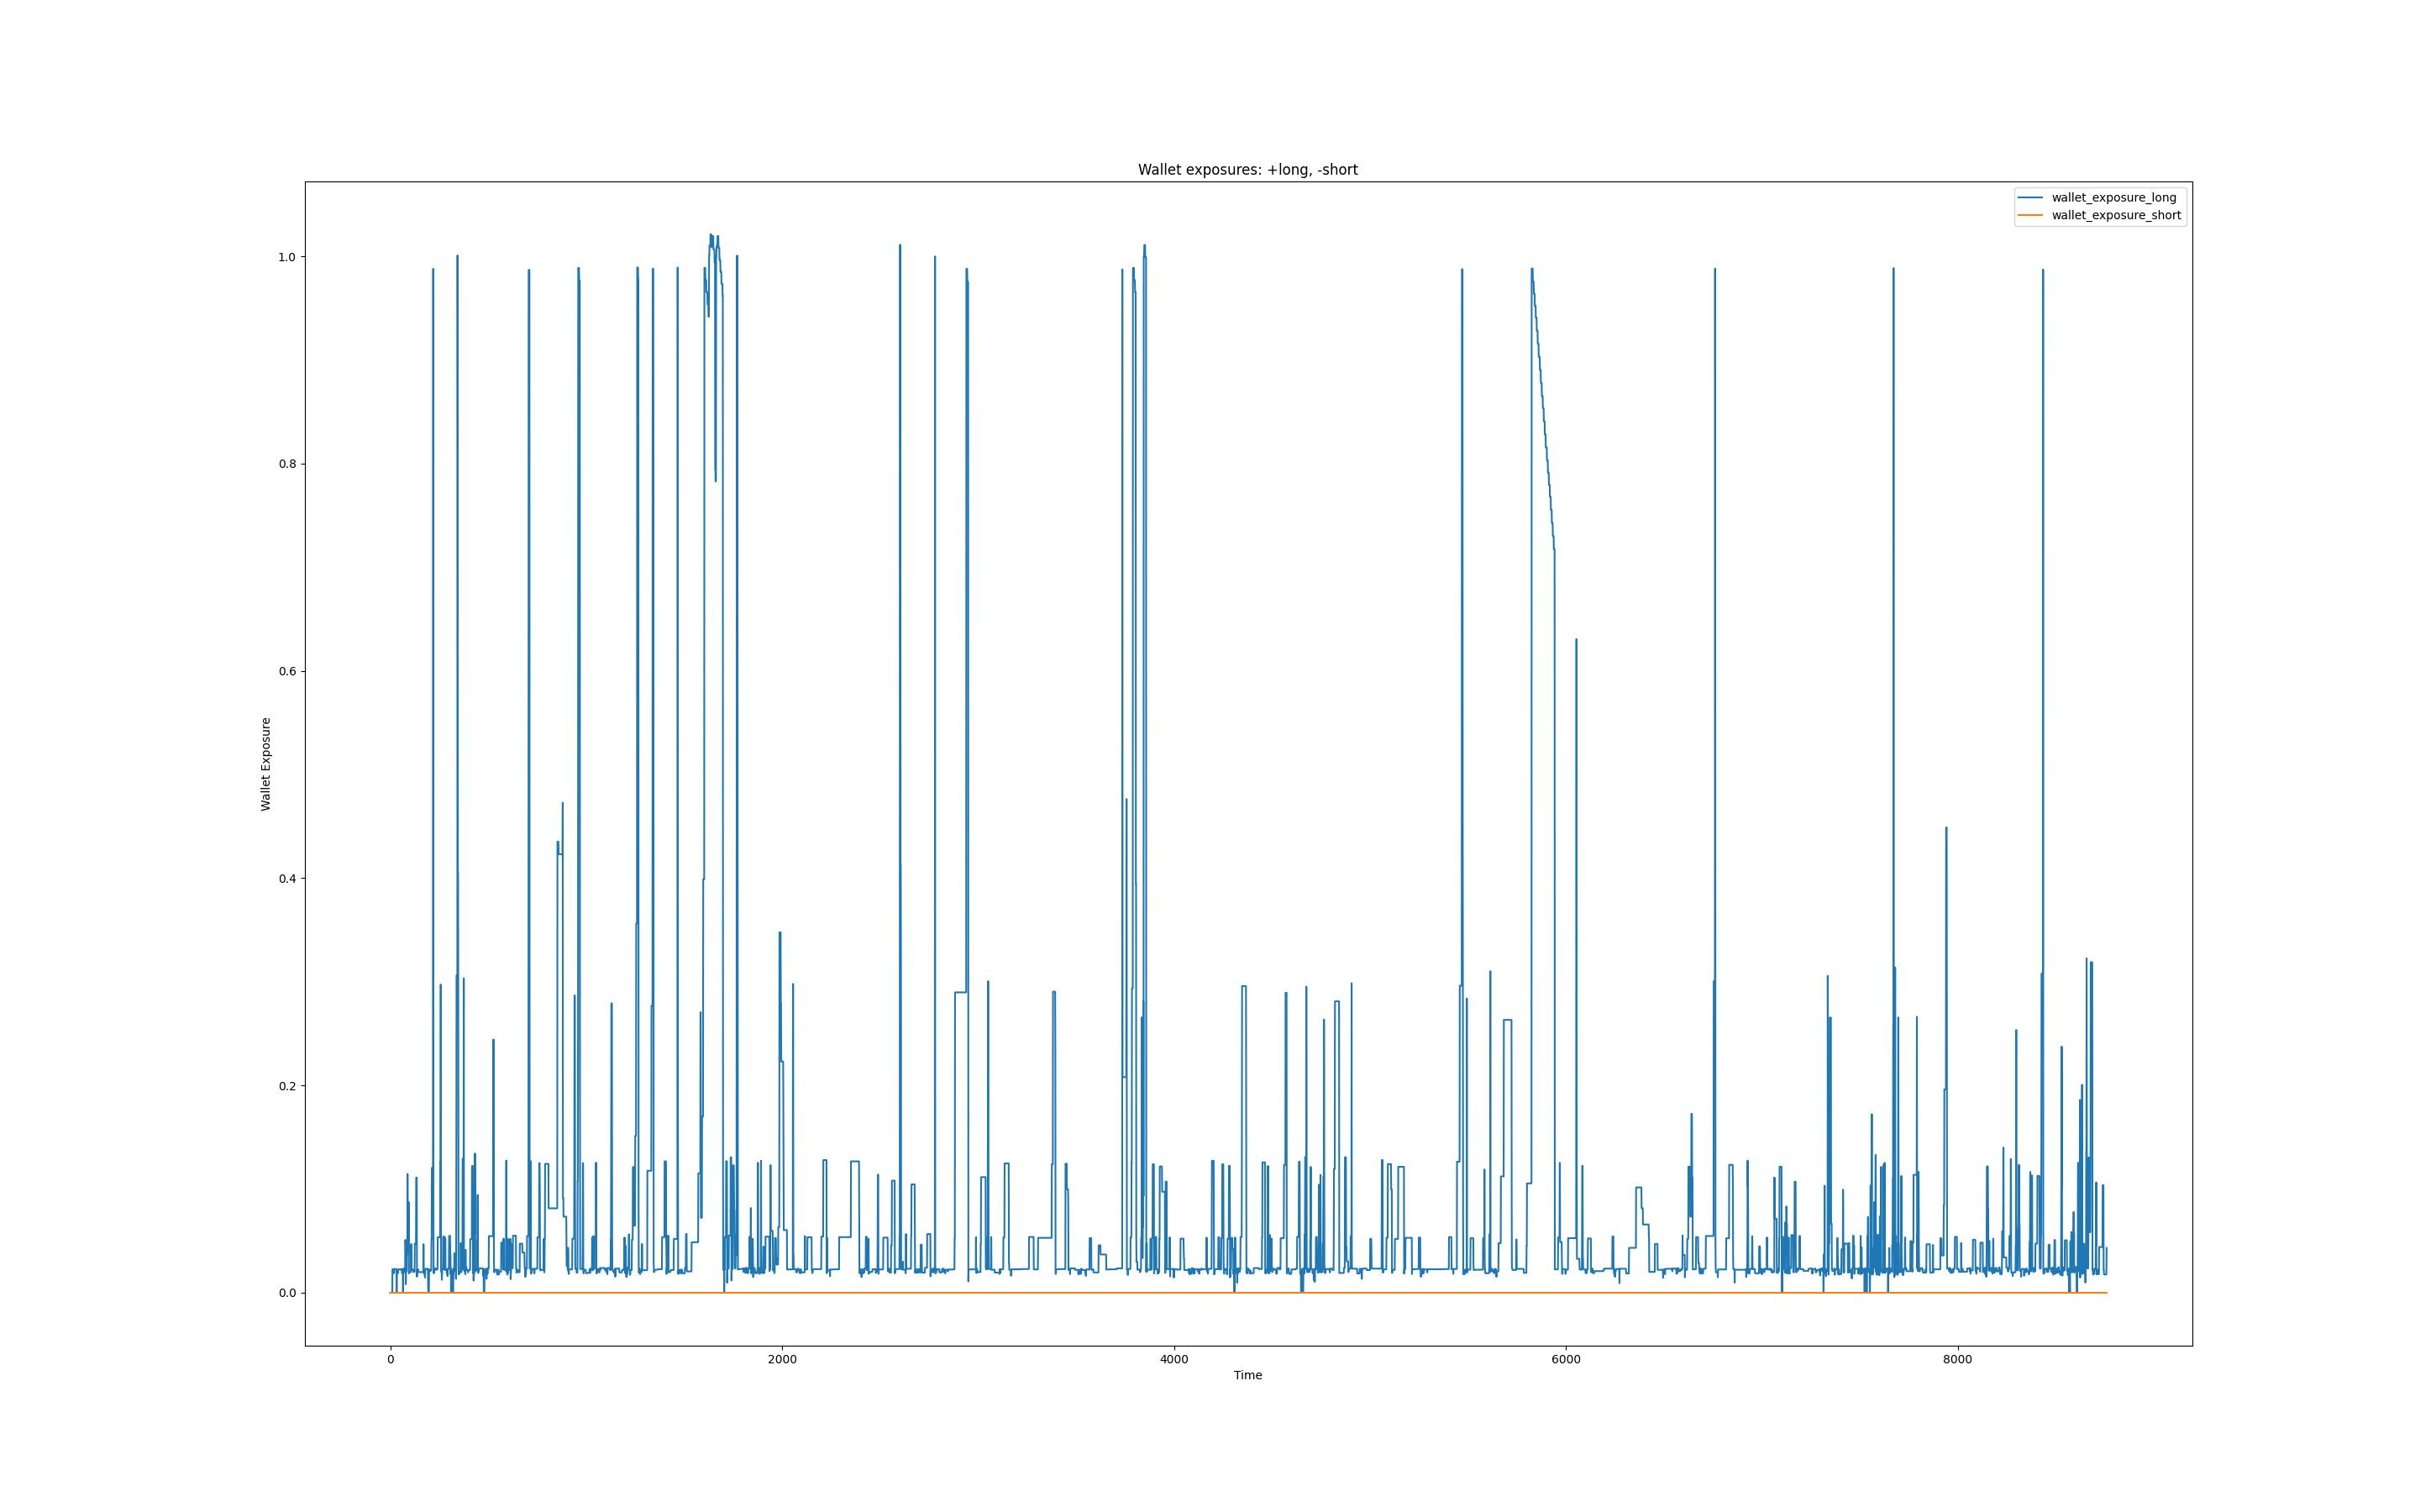 Wallet exposures: +long, -short
wallet_exposure_long
wallet_exposure_short
1.0
0.8
0.6
0.4
0.2
0.0
Wallet Exposure
0 2000 4000 6000 8000
Time